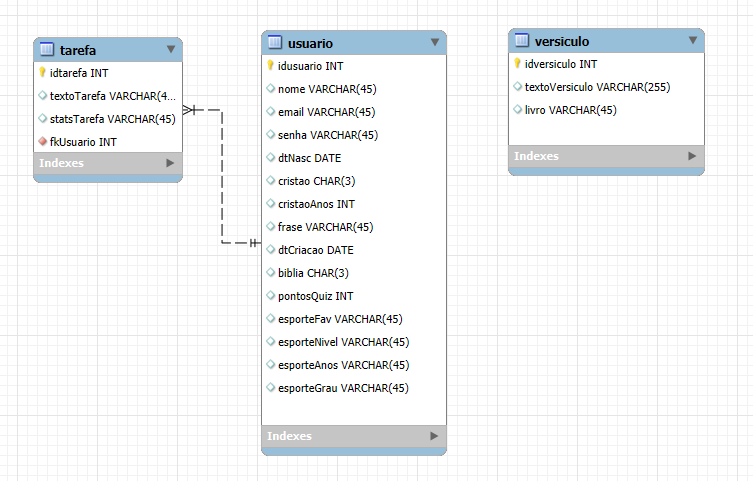 tarefa
idtarefa INT
textoTarefa VARCHAR(4...
statsTarefa VARCHAR(45)
fkUsuario INT
Indexes
usuario
idusuario INT
nome VARCHAR(45)
email VARCHAR(45)
senha VARCHAR(45)
dtNasc DATE
cristao CHAR(3)
cristaoAnos INT
frase VARCHAR(45)
dtCriacao DATE
biblia CHAR(3)
pontosQuiz INT
esporteFav VARCHAR(45)
esporteNivel VARCHAR(45)
esporteAnos VARCHAR(45)
esporteGrau VARCHAR(45)
Indexes
versiculo
idversiculo INT
textoVersiculo VARCHAR(255)
livro VARCHAR(45)
Indexes